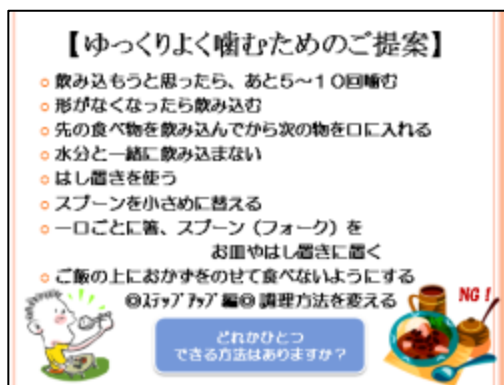 【ゆっくりよく噛むためのご提案】
○ 飲み込もうと思ったら、あと5～10回噛む
○ 形がなくなったら飲み込む
○ 先の食べ物を飲み込んでから次の物を口に入れる
○ 水分と一緒に飲み込まない
○ はし置きを使う
○ スプーンを小さめに替える
○ 一口ごとに箸、スプーン（フォーク）を
お皿やはし置きに置く
○ ご飯の上におかずをのせて食べないようにする
◎ステップアップ編◎ 調理方法を変える
NG！
どれかひとつ
できる方法はありますか？